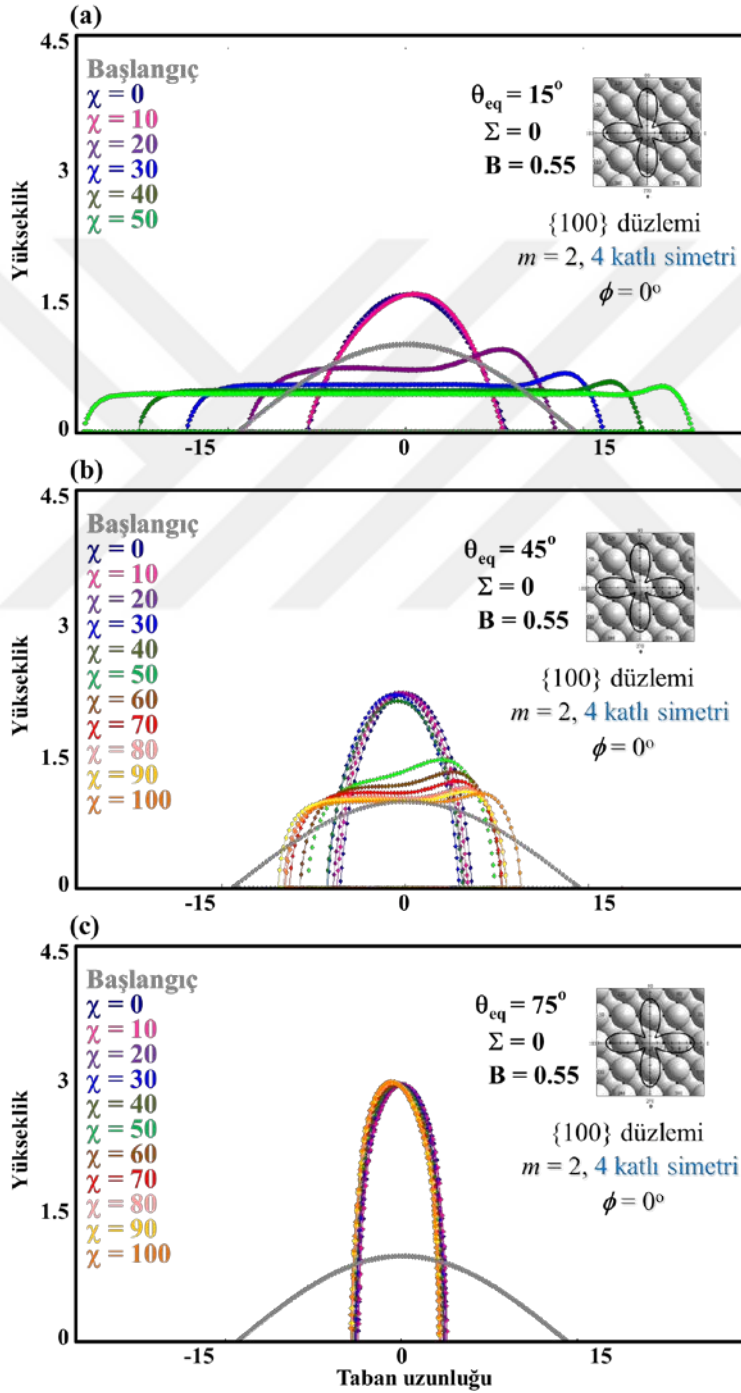 (a)
4.5
Başlangıç
χ = 0
χ = 10
χ = 20
χ = 30
χ = 40
χ = 50
θeq = 15°
Σ = 0
B = 0.55
{100} düzlemi
m = 2, 4 katlı simetri
ϕ = 0°
3
Yükseklik
1.5
0
-15
0
15
(b)
4.5
Başlangıç
χ = 0
χ = 10
χ = 20
χ = 30
χ = 40
χ = 50
χ = 60
χ = 70
χ = 80
χ = 90
χ = 100
θeq = 45°
Σ = 0
B = 0.55
{100} düzlemi
m = 2, 4 katlı simetri
ϕ = 0°
3
Yükseklik
1.5
0
-15
0
15
(c)
4.5
Başlangıç
χ = 0
χ = 10
χ = 20
χ = 30
χ = 40
χ = 50
χ = 60
χ = 70
χ = 80
χ = 90
χ = 100
θeq = 75°
Σ = 0
B = 0.55
{100} düzlemi
m = 2, 4 katlı simetri
ϕ = 0°
3
Yükseklik
1.5
0
-15
0
15
Taban uzunluğu